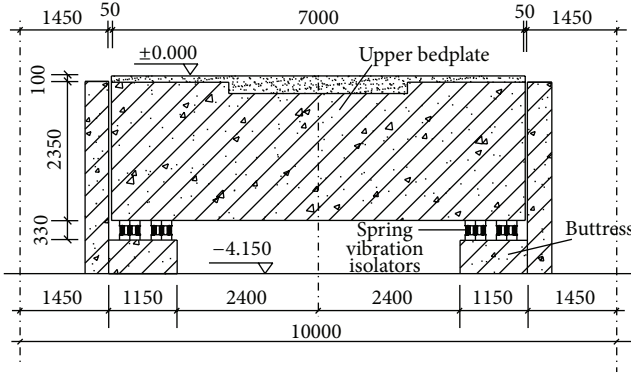 1450 50 7000 50 1450
±0.000
Upper bedplate
100
2350
330
Spring
vibration
isolators
Buttress
−4.150
1450 1150 2400 2400 1150 1450
10000